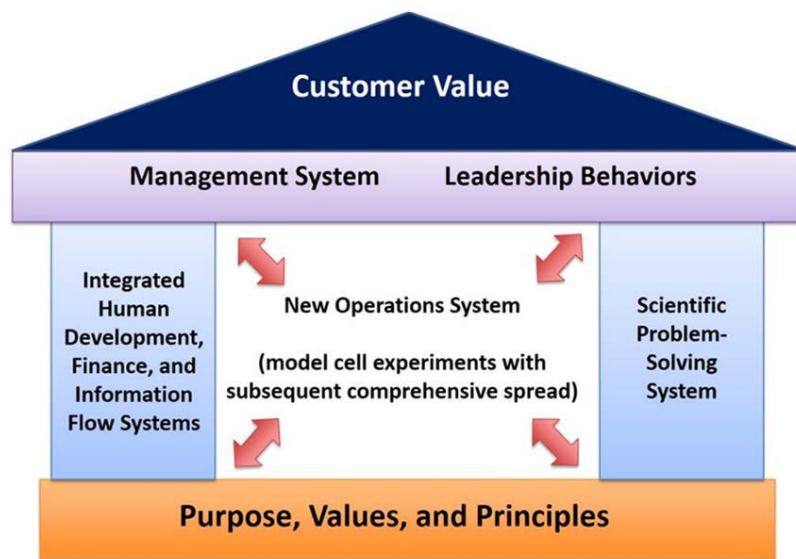 Customer Value
Management System
Leadership Behaviors
Integrated
Human
Development,
Finance, and
Information
Flow Systems
New Operations System
(model cell experiments with
subsequent comprehensive spread)
Scientific
Problem-
Solving
System
Purpose, Values, and Principles